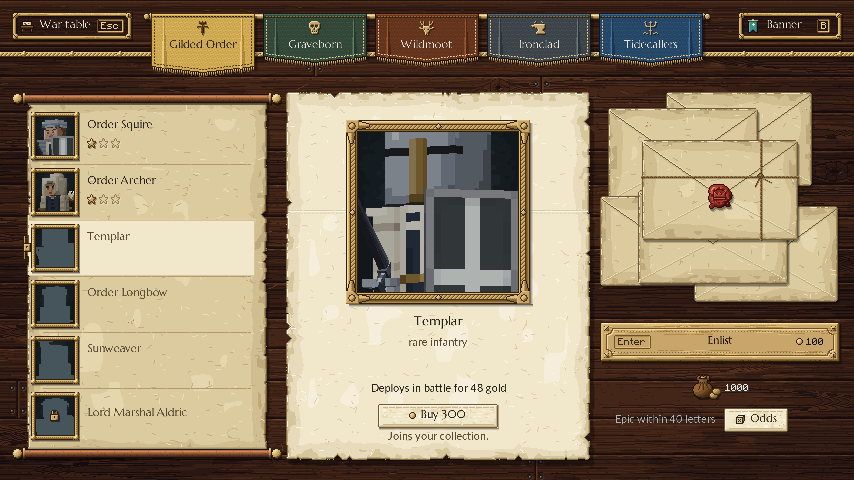 War table Esc
Gilded Order
Graveborn
Wildmoot
Ironclad
Tidecallers
Banner B
Order Squire
Order Archer
Templar
Order Longbow
Sunweaver
Lord Marshal Aldric
Templar
rare infantry
Deploys in battle for 48 gold
Buy 300
Joins your collection.
Enter Enlist 100
1000
Epic within 40 letters
Odds